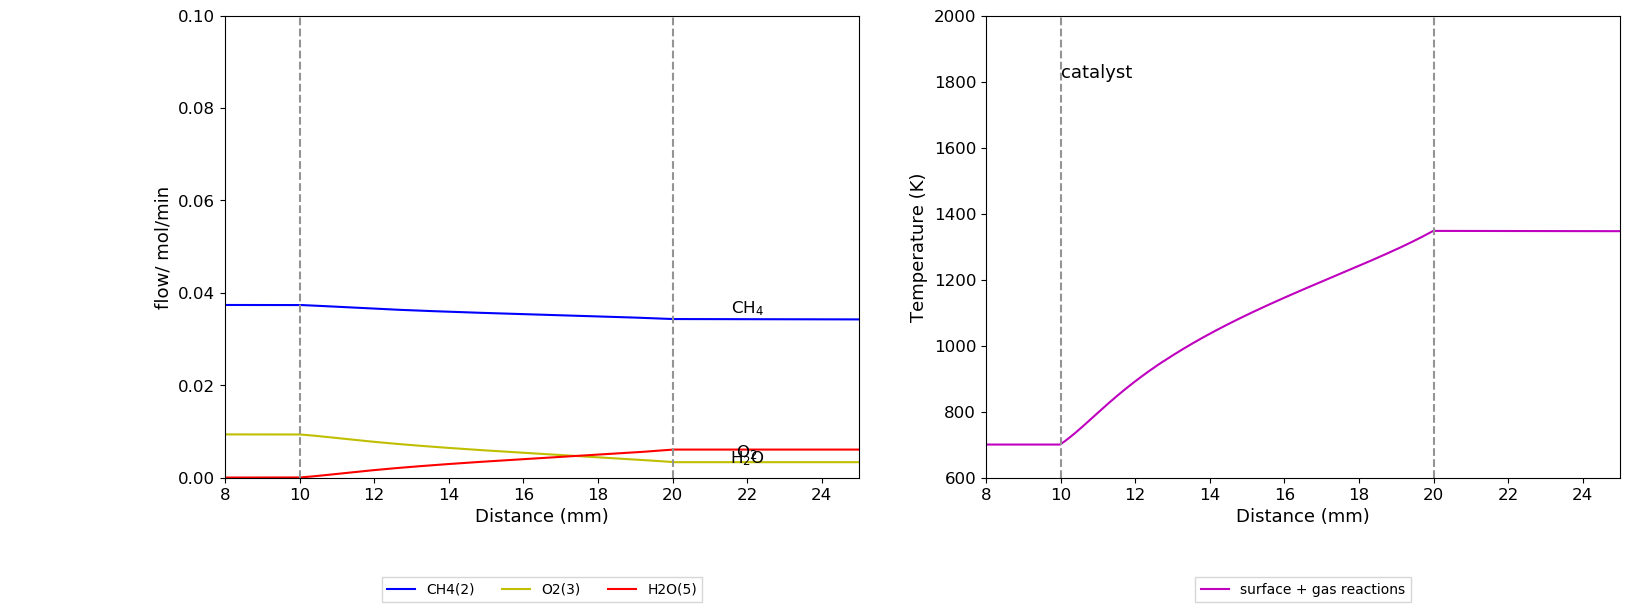 0.10
0.08
0.06
0.04
0.02
0.00
flow/ mol/min
8 10 12 14 16 18 20 22 24
Distance (mm)
CH₄
O₂
H₂O
CH4(2) O2(3) H2O(5)
2000
1800
1600
1400
1200
1000
800
600
Temperature (K)
catalyst
8 10 12 14 16 18 20 22 24
Distance (mm)
surface + gas reactions